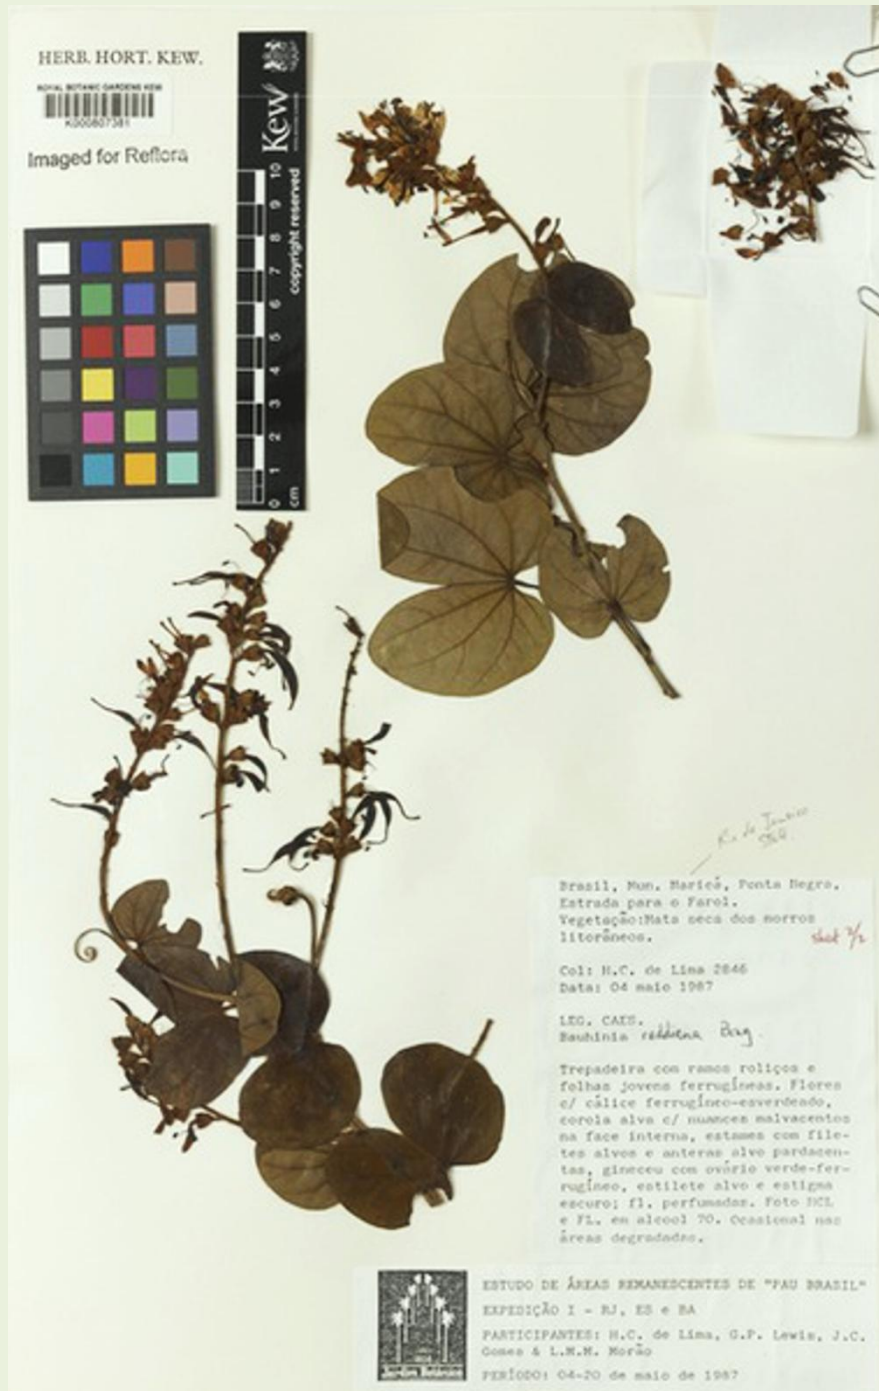 HERB. HORT. KEW.
ROYAL BOTANIC GARDENS KEW
K000807381
Imaged for Reflora
Kew
copyright reserved
0 1 2 3 4 5 6 7 8 9 10
cm
Rio de Janeiro
State.
Brasil, Mun. Maricá, Ponta Negra,
Estrada para o Farol.
Vegetação:Mata seca dos morros
litorâneos.
sheet 2/2
Col: H.C. de Lima 2846
Data: 04 maio 1987
LEG. CAES.
Bauhinia Bong.
Trepadeira com ramos roliços e
folhas jovens ferrugíneas. Flores
c/ cálice ferrugíneo-esverdeado,
corola alva c/ nuances malvacentos
na face interna, estames com file-
tes alvos e anteras alvo pardacen-
tas, gineceu com ovário verde-fer-
rugíneo, estilete alvo e estigma
escuro; fl. perfumadas. Foto HCL
e FL. em alcool 70. Ocasional nas
áreas degradadas.
ESTUDO DE ÁREAS REMANESCENTES DE "PAU BRASIL"
EXPEDIÇÃO I - RJ, ES e BA
PARTICIPANTES: H.C. de Lima, G.P. Lewis, J.C.
Gomes & L.M.M. Morão
PERÍODO: 04-20 de maio de 1987